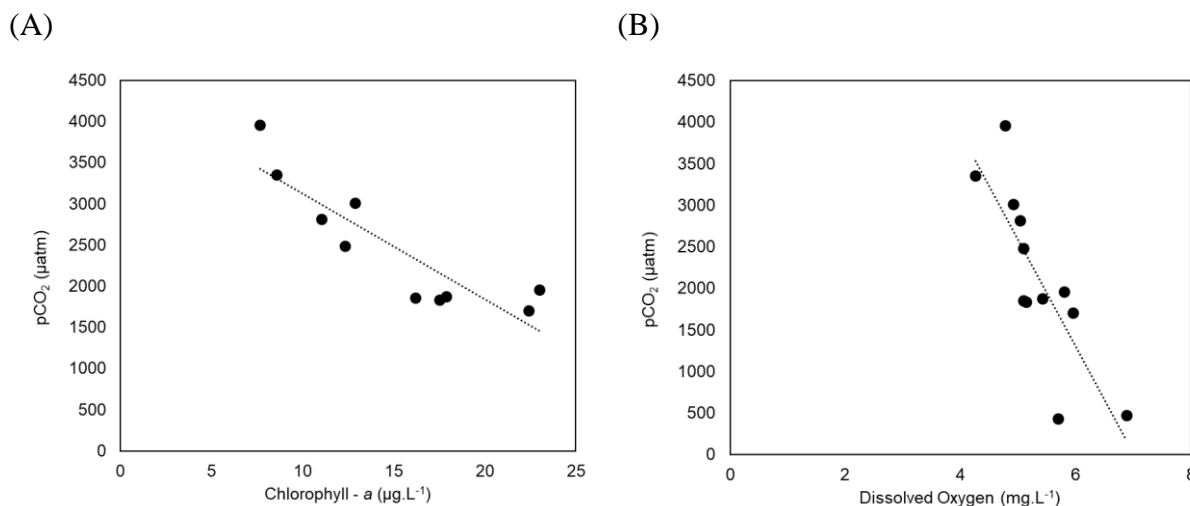 (A)
(B)
4500
4000
3500
3000
2500
2000
1500
1000
500
0
pCO₂ (µatm)
0 5 10 15 20 25
Chlorophyll - a (µg.L⁻¹)
4500
4000
3500
3000
2500
2000
1500
1000
500
0
pCO₂ (µatm)
0 2 4 6 8
Dissolved Oxygen (mg.L⁻¹)